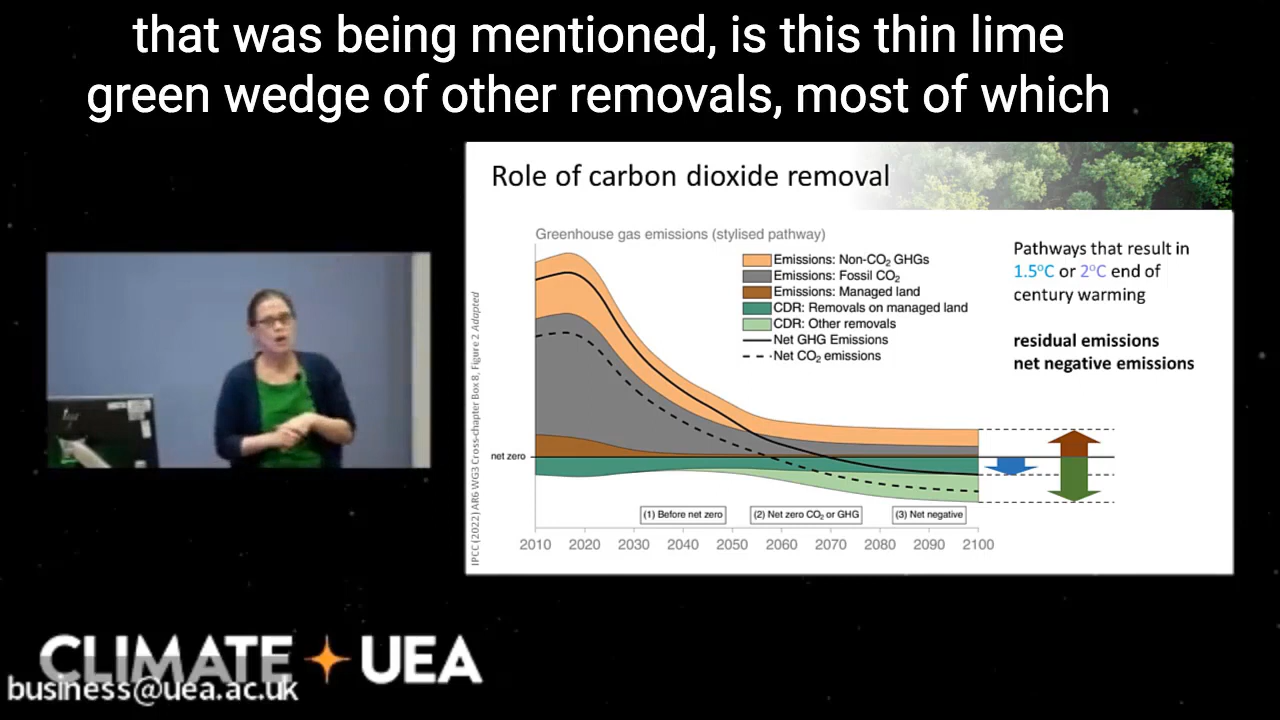 that was being mentioned, is this thin lime
green wedge of other removals, most of which
Role of carbon dioxide removal
Greenhouse gas emissions (stylised pathway)
Emissions: Non-CO₂ GHGs
Emissions: Fossil CO₂
Emissions: Managed land
CDR: Removals on managed land
CDR: Other removals
Net GHG Emissions
Net CO₂ emissions
Pathways that result in
1.5°C or 2°C end of
century warming
residual emissions
net negative emissions
IPCC (2022) AR6 WG3 Cross-chapter Box 8, Figure 2 Adapted
net zero
(1) Before net zero
(2) Net zero CO₂ or GHG
(3) Net negative
2010 2020 2030 2040 2050 2060 2070 2080 2090 2100
CLIMATE UEA
business@uea.ac.uk